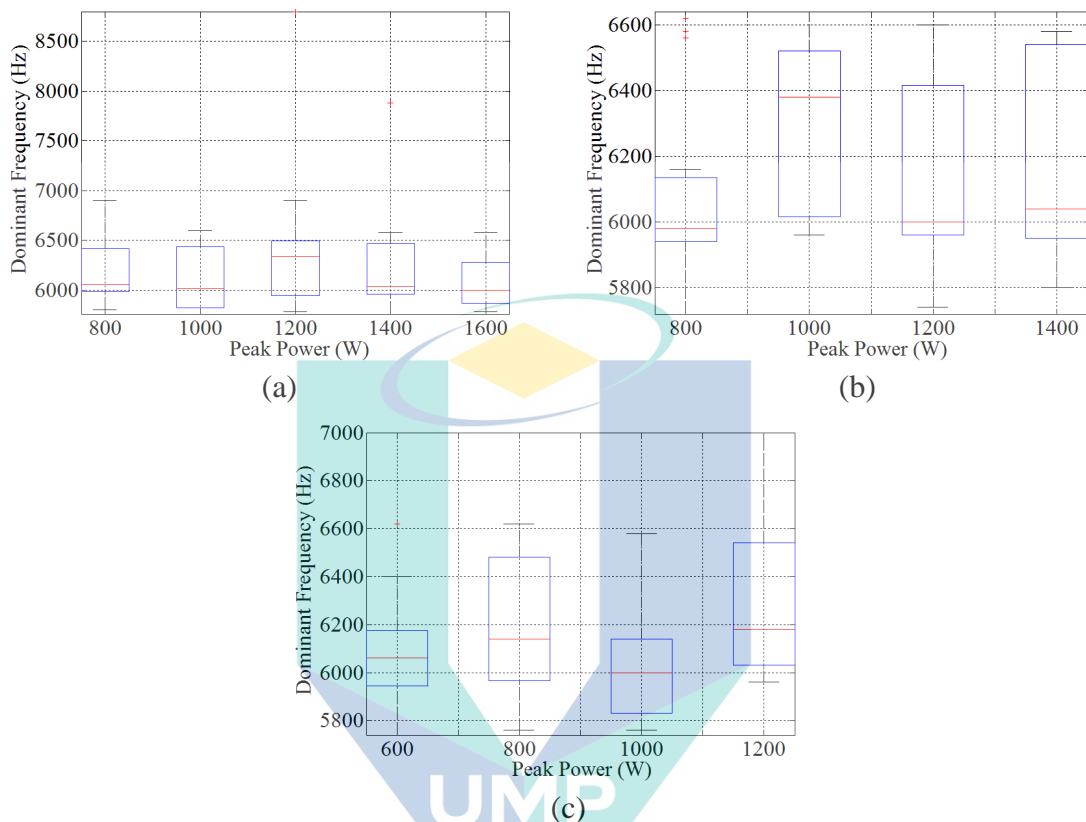 8500
8000
7500
7000
6500
6000
Dominant Frequency (Hz)
800 1000 1200 1400 1600
Peak Power (W)
(a)
6600
6400
6200
6000
5800
Dominant Frequency (Hz)
800 1000 1200 1400
Peak Power (W)
(b)
7000
6800
6600
6400
6200
6000
5800
Dominant Frequency (Hz)
600 800 1000 1200
Peak Power (W)
(c)
UMP